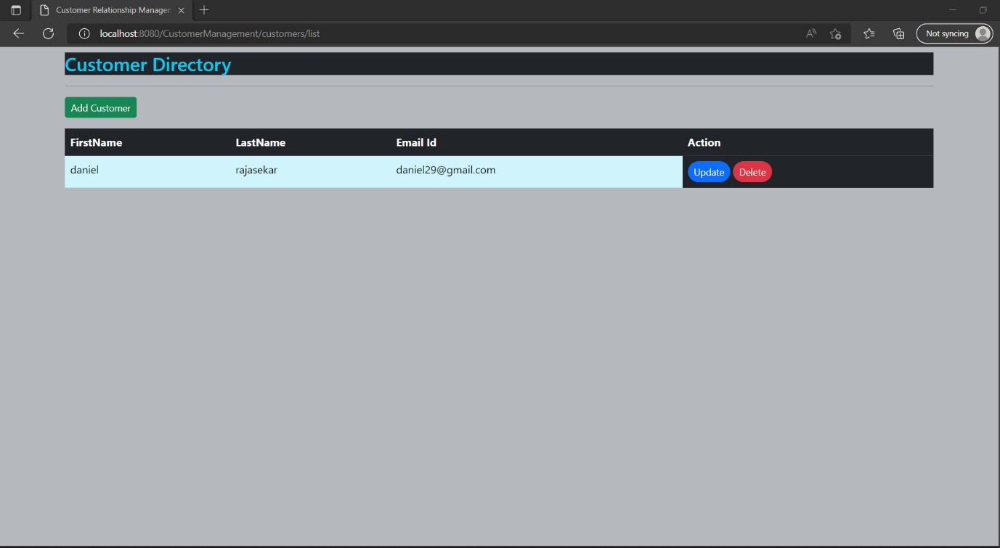 Customer Relationship Managen
localhost:8080/CustomerManagement/customers/list
Not syncing
Customer Directory
Add Customer
FirstName LastName Email Id Action
daniel rajasekar daniel29@gmail.com Update Delete